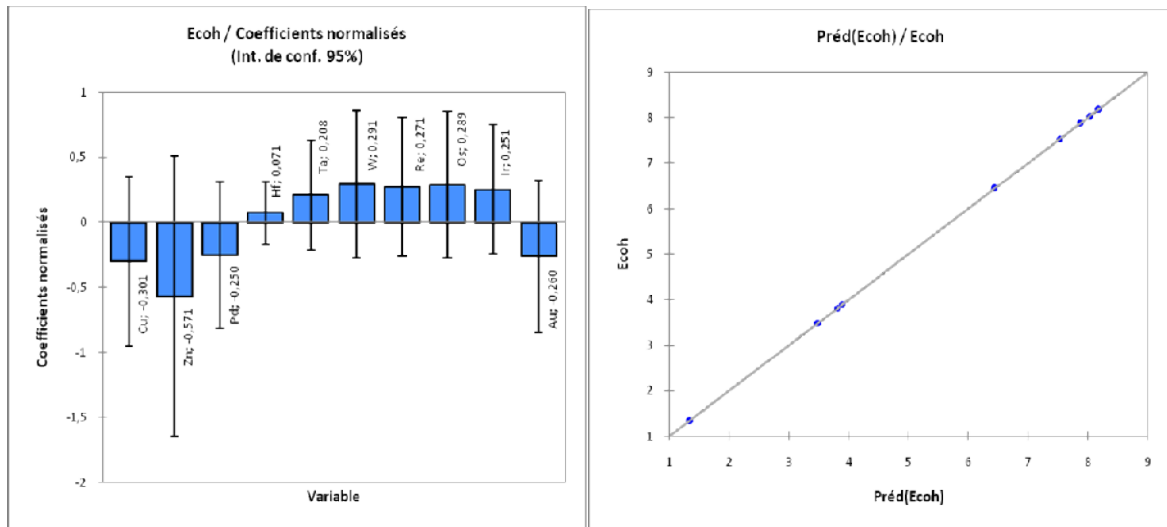 Ecoh / Coefficients normalisés
(Int. de conf. 95%)
Coefficients normalisés
1
0,5
0
-0,5
-1
-1,5
-2
Cu; -0,301
Zn; -0,571
Pd; -0,250
Hf; 0,071
Ta; 0,208
W; 0,291
Re; 0,271
Os; 0,289
Ir; 0,251
Au; -0,260
Variable
Préd(Ecoh) / Ecoh
Ecoh
9
8
7
6
5
4
3
2
1
1 2 3 4 5 6 7 8 9
Préd(Ecoh)